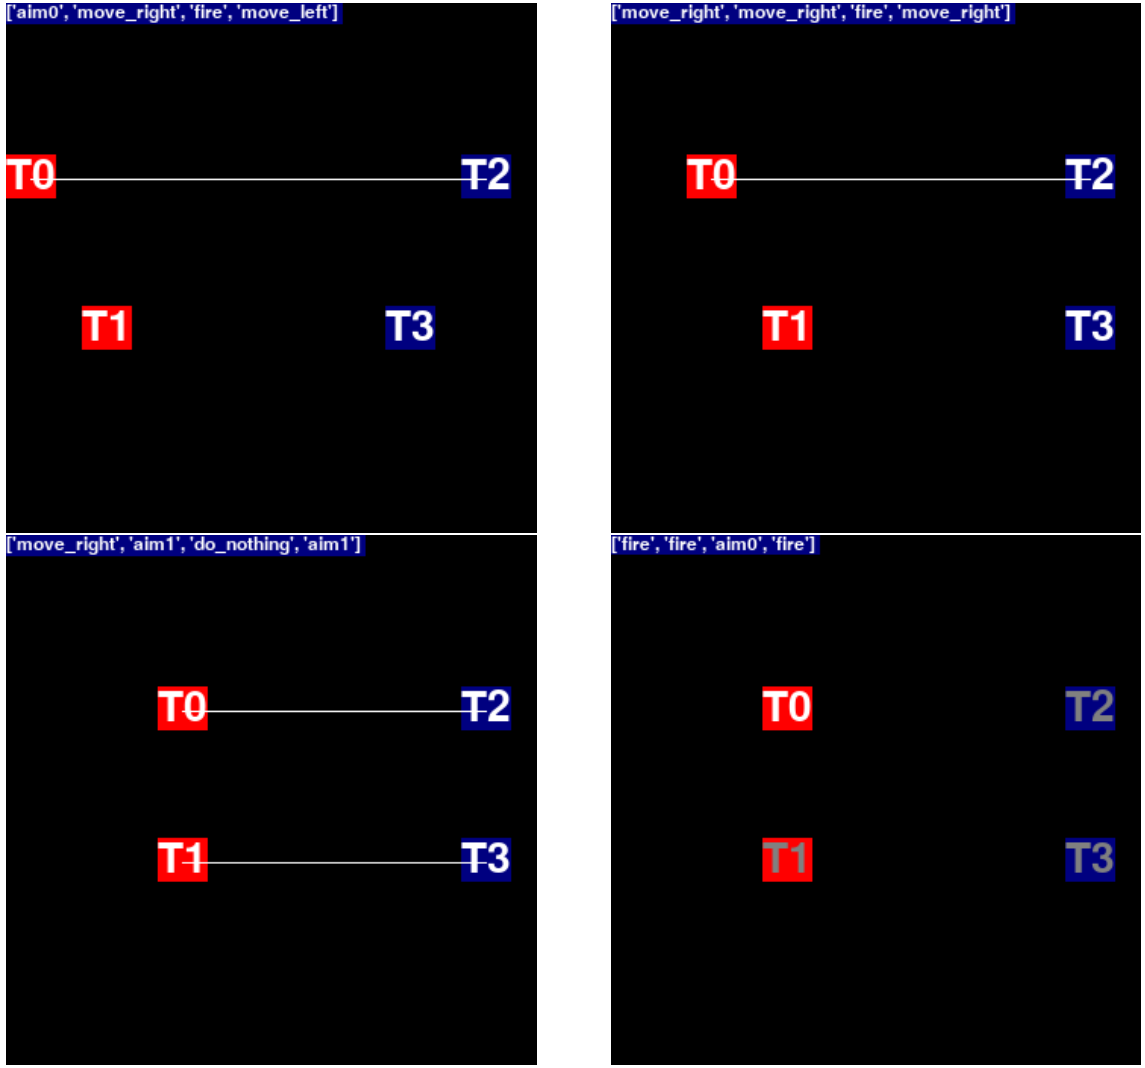 ['aim0', 'move_right', 'fire', 'move_left']
T0 T2
T1 T3
['move_right', 'move_right', 'fire', 'move_right']
T0 T2
T1 T3
['move_right', 'aim1', 'do_nothing', 'aim1']
T0 T2
T1 T3
['fire', 'fire', 'aim0', 'fire']
T0 T2
T1 T3